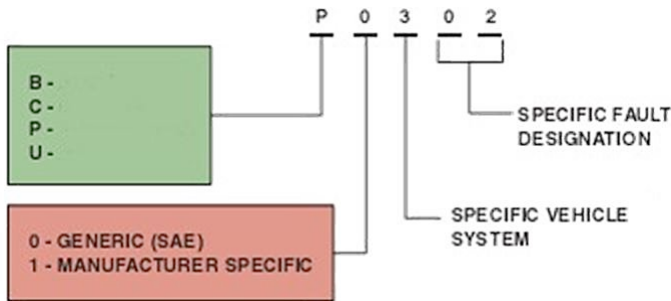 P 0 3 0 2
B -
C -
P -
U -
SPECIFIC FAULT
DESIGNATION
SPECIFIC VEHICLE
SYSTEM
0 - GENERIC (SAE)
1 - MANUFACTURER SPECIFIC